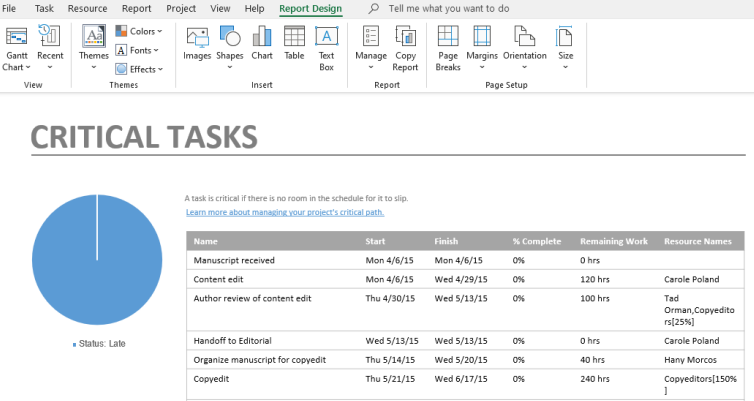 File Task Resource Report Project View Help Report Design Tell me what you want to do
Colors
Fonts
Effects
Gantt Chart Recent Themes Images Shapes Chart Table Text Box Manage Copy Report Page Breaks Margins Orientation Size
View Themes Insert Report Page Setup
CRITICAL TASKS
A task is critical if there is no room in the schedule for it to slip.
Learn more about managing your project's critical path.
Name Start Finish % Complete Remaining Work Resource Names
Manuscript received Mon 4/6/15 Mon 4/6/15 0% 0 hrs
Content edit Mon 4/6/15 Wed 4/29/15 0% 120 hrs Carole Poland
Author review of content edit Thu 4/30/15 Wed 5/13/15 0% 100 hrs Tad
Orman,Copyedito
rs[25%]
Handoff to Editorial Wed 5/13/15 Wed 5/13/15 0% 0 hrs Carole Poland
Organize manuscript for copyedit Thu 5/14/15 Wed 5/20/15 0% 40 hrs Hany Morcos
Copyedit Thu 5/21/15 Wed 6/17/15 0% 240 hrs Copyeditors[150%
]
Status: Late